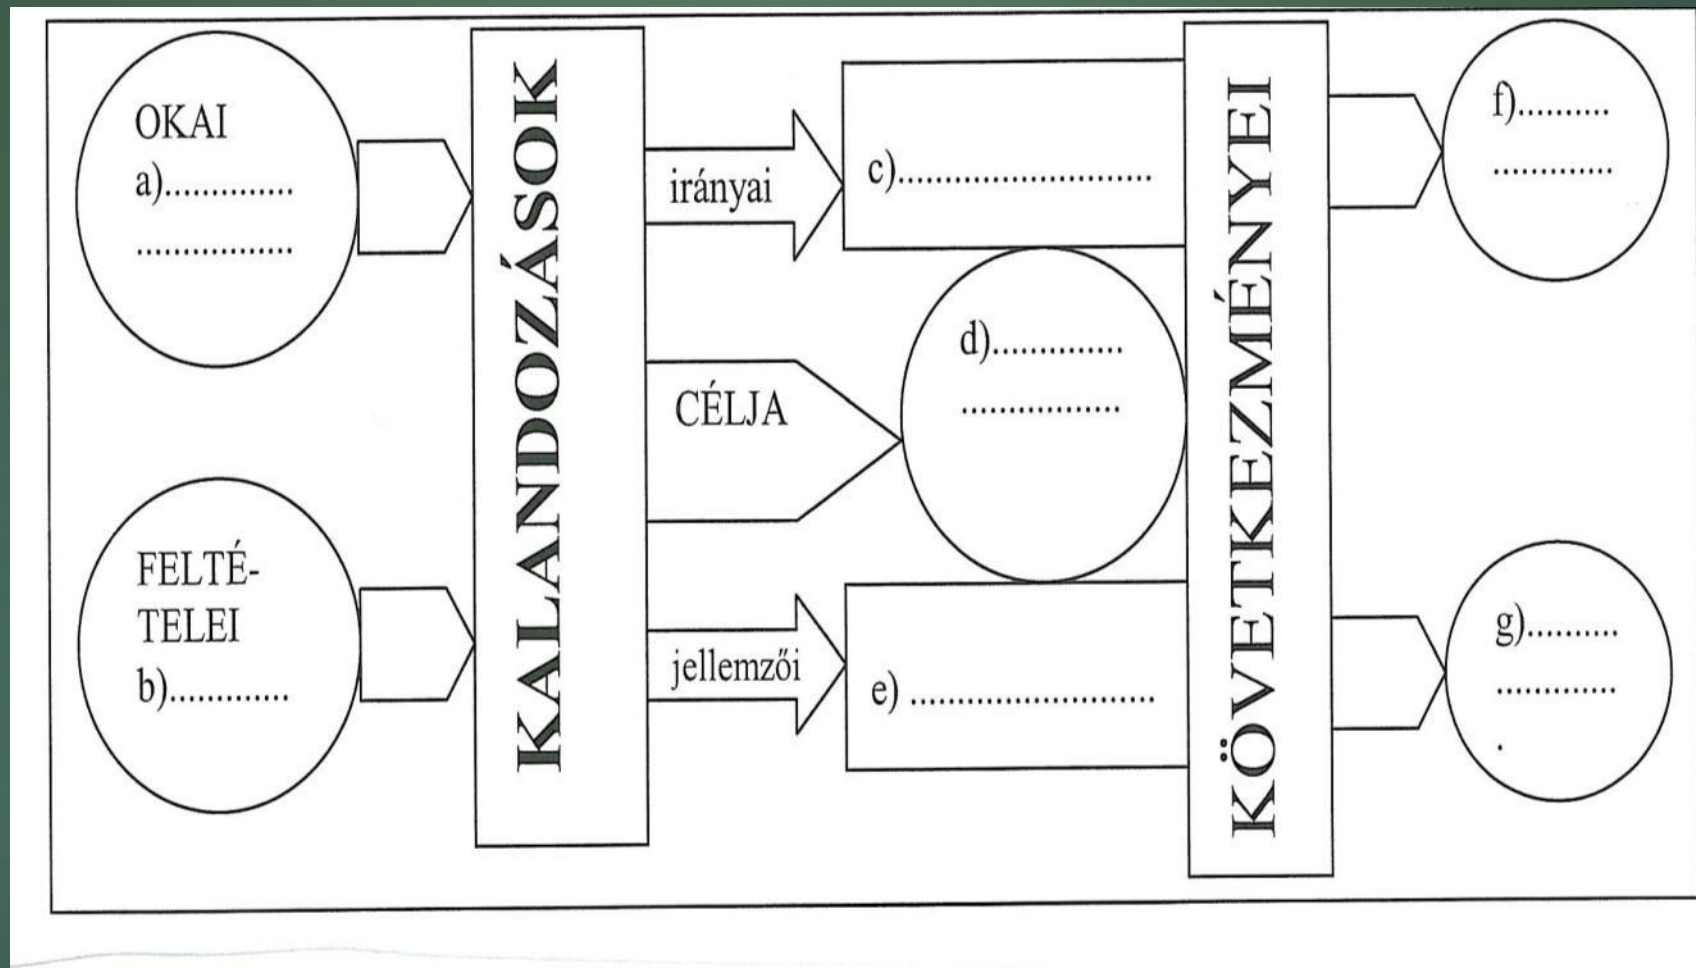 OKAI
a)..............
.................
FELTÉ-
TELEI
b).............
KALANDOZÁSOK
irányai
CÉLJA
jellemzői
c)...........................
d)..............
.................
e) ..........................
KÖVETKEZMÉNYEI
f)..........
.............
g)..........
.............
.